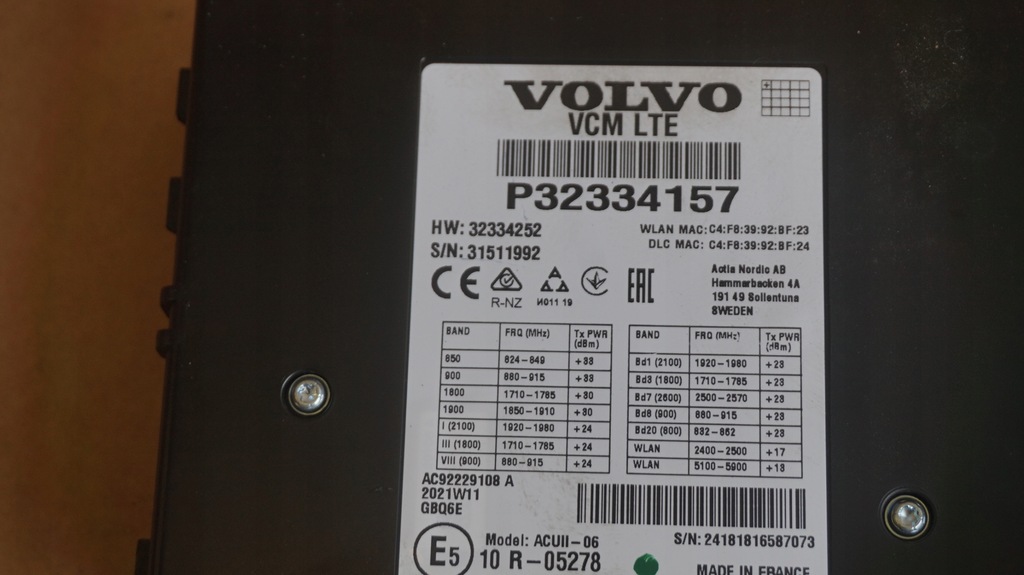 VOLVO
VCM LTE
P32334157
HW: 32334252
S/N: 31511992
WLAN MAC: C4:F8:39:92:BF:23
DLC MAC: C4:F8:39:92:BF:24
CE
R-NZ
И011 19
EAC
Actia Nordic AB
Hammarbacken 4A
191 49 Sollentuna
SWEDEN
BAND FRQ (MHz) Tx PWR (dBm)
850 824-849 +33
900 880-915 +33
1800 1710-1785 +30
1900 1850-1910 +30
I (2100) 1920-1980 +24
III (1800) 1710-1785 +24
VIII (900) 880-915 +24
BAND FRQ (MHz) Tx PWR (dBm)
Bd1 (2100) 1920-1980 +23
Bd3 (1800) 1710-1785 +23
Bd7 (2600) 2500-2570 +23
Bd8 (900) 880-915 +23
Bd20 (800) 832-862 +23
WLAN 2400-2500 +17
WLAN 5100-5900 +13
AC92229108 A
2021W11
GBQ6E
S/N: 24181816587073
E5
Model: ACUII-06
10 R-05278
MADE IN FRANCE